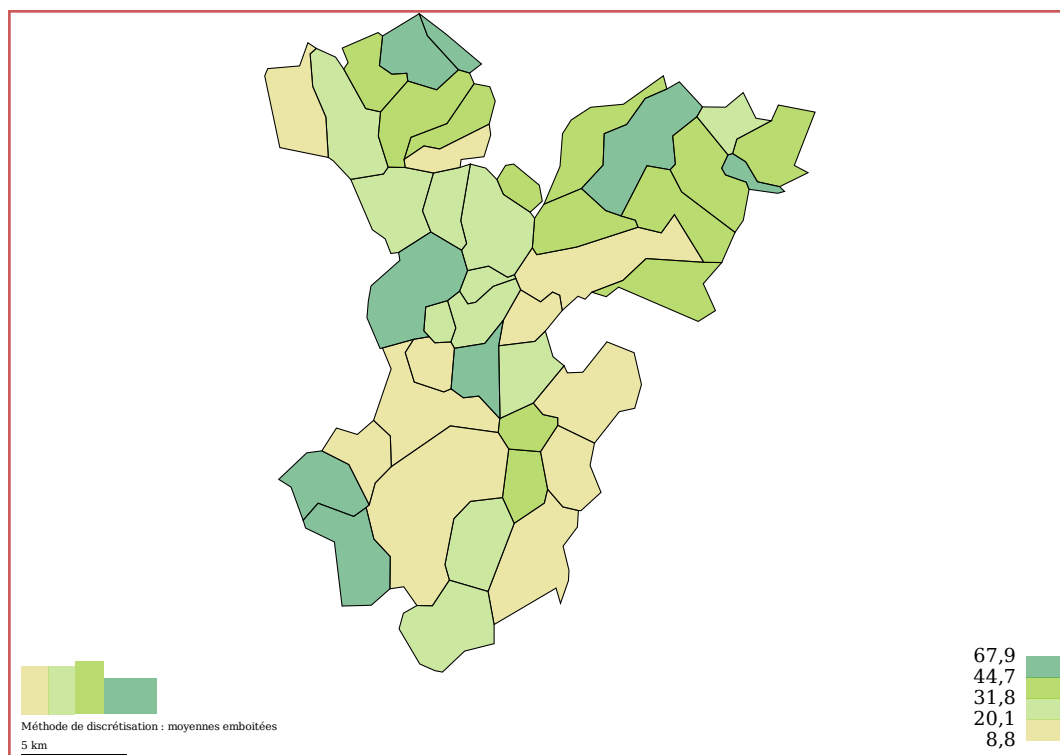 67,9
44,7
31,8
20,1
8,8
Méthode de discrétisation : moyennes emboitées
5 km